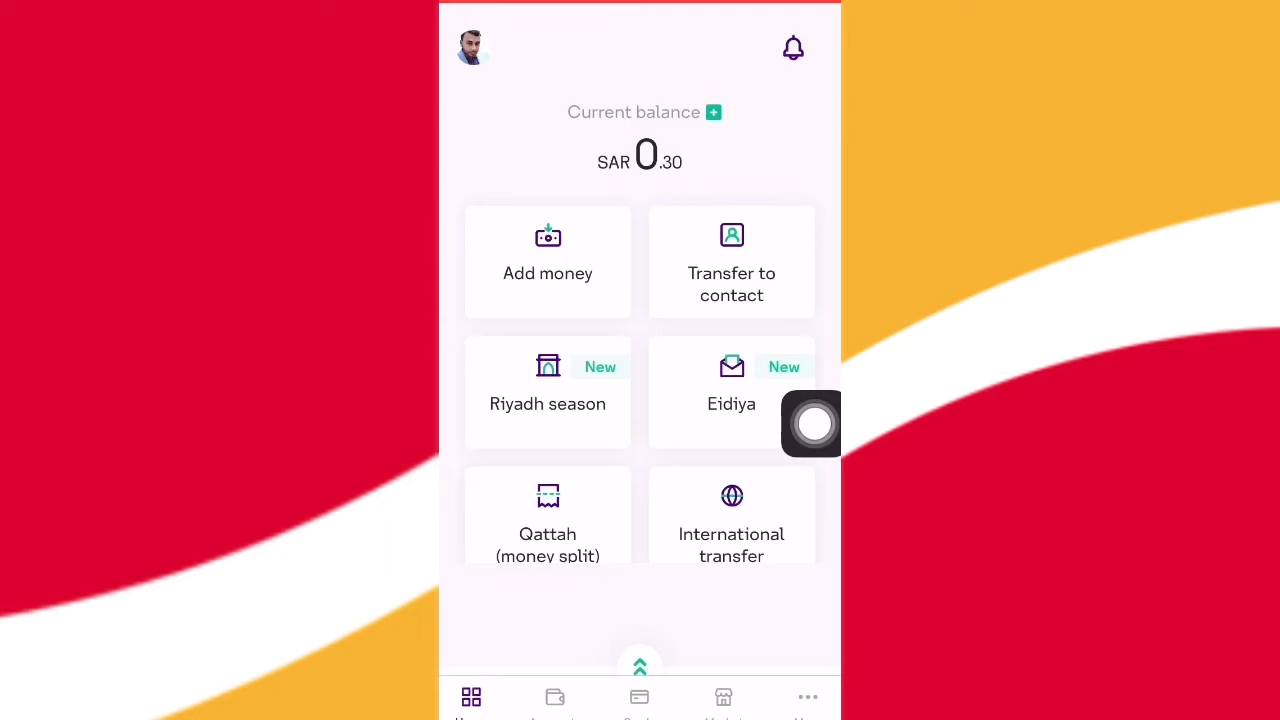 Current balance
SAR 0.30
Add money
Transfer to
contact
New
Riyadh season
New
Eidiya
Qattah
(money split)
International
transfer